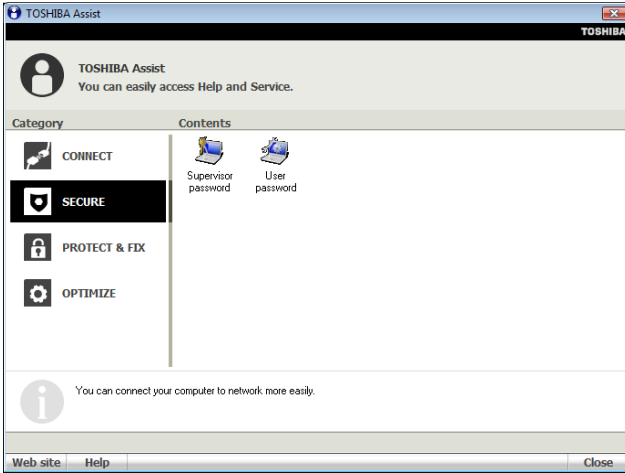 TOSHIBA Assist
TOSHIBA
TOSHIBA Assist
You can easily access Help and Service.
Category
Contents
CONNECT
SECURE
PROTECT & FIX
OPTIMIZE
Supervisor
password
User
password
You can connect your computer to network more easily.
Web site
Help
Close